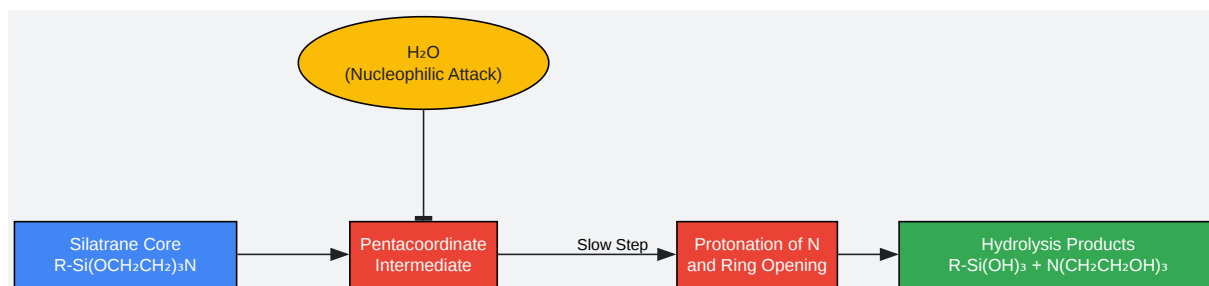 H₂O
(Nucleophilic Attack)
Silatrane Core
R-Si(OCH₂CH₂)₃N
Pentacoordinate
Intermediate
Slow Step
Protonation of N
and Ring Opening
Hydrolysis Products
R-Si(OH)₃ + N(CH₂CH₂OH)₃